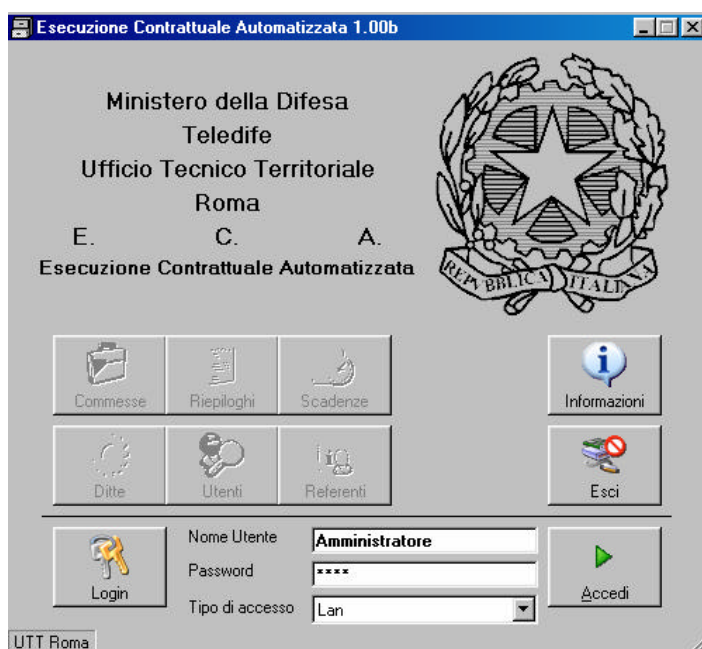 Esecuzione Contrattuale Automatizzata 1.00b
Ministero della Difesa
Teledife
Ufficio Tecnico Territoriale
Roma
E. C. A.
Esecuzione Contrattuale Automatizzata
REPVBBLICA ITALIANA
Commesse Riepiloghi Scadenze Informazioni
Ditte Utenti Referenti Esci
Nome Utente Amministratore
Password ****
Login Accedi
Tipo di accesso Lan
UTT Roma